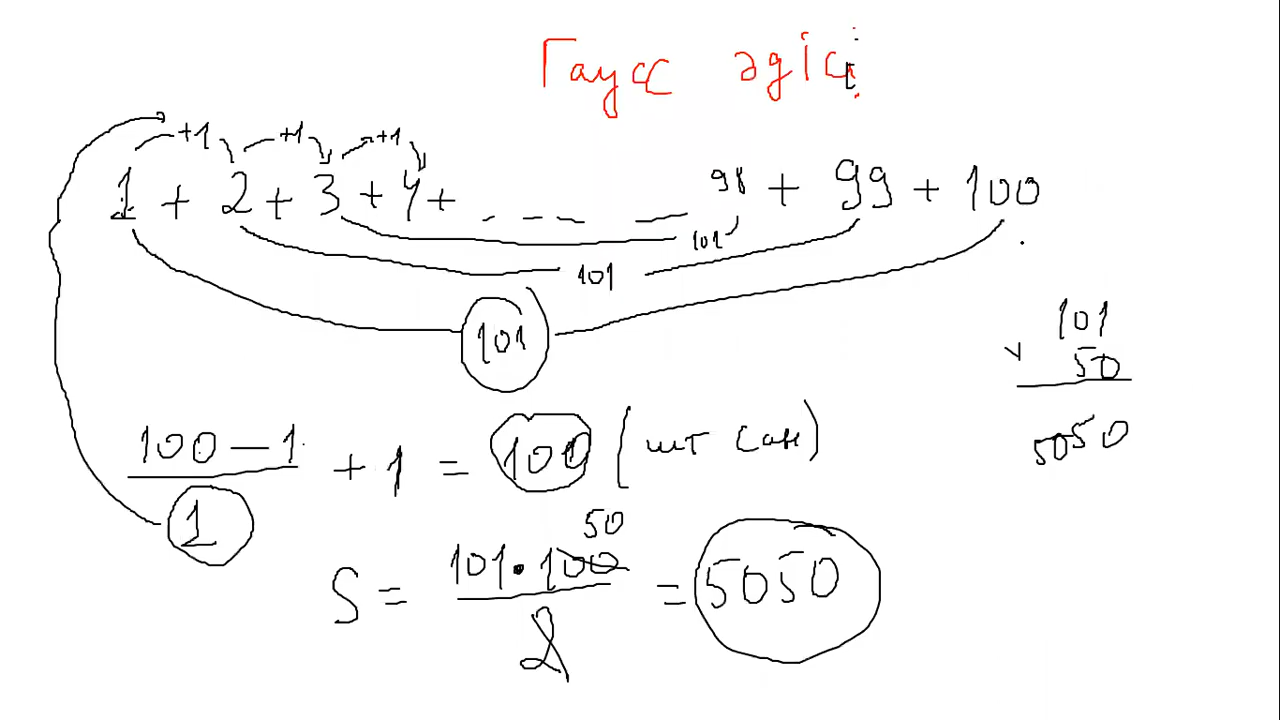 Гаусс әдісі
+1 +1 +1
1 + 2 + 3 + 4 + . - - - — 98 + 99 + 100
101
101
101
101
× 50
5050
100 – 1 / 1 + 1 = 100 (шт сан)
50
S = 101 · 100 / 2 = 5050